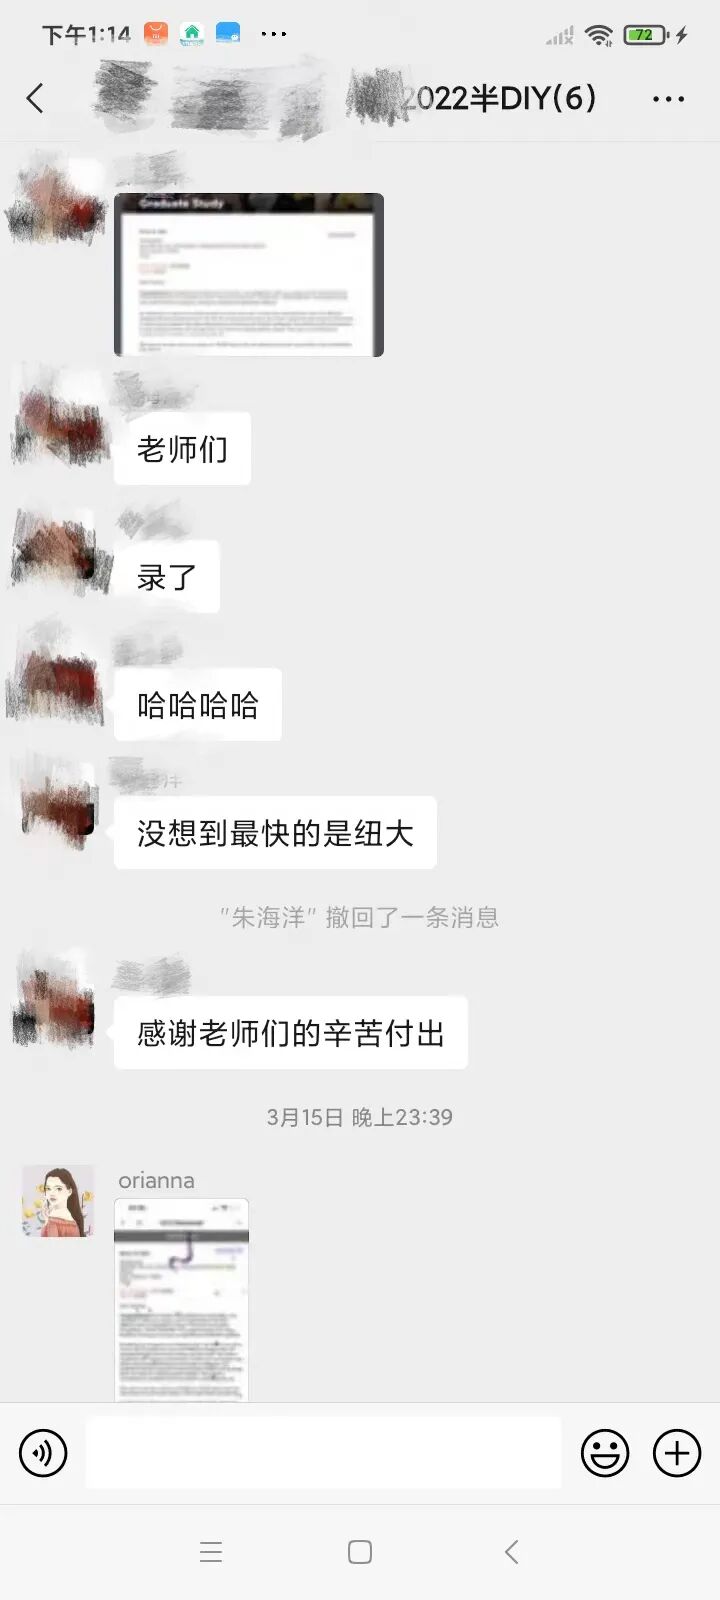 下午1:14
72
2022半DIY(6)
Graduate Study
老师们
录了
哈哈哈哈
没想到最快的是纽大
"朱海洋" 撤回了一条消息
感谢老师们的辛苦付出
3月15日 晚上23:39
orianna